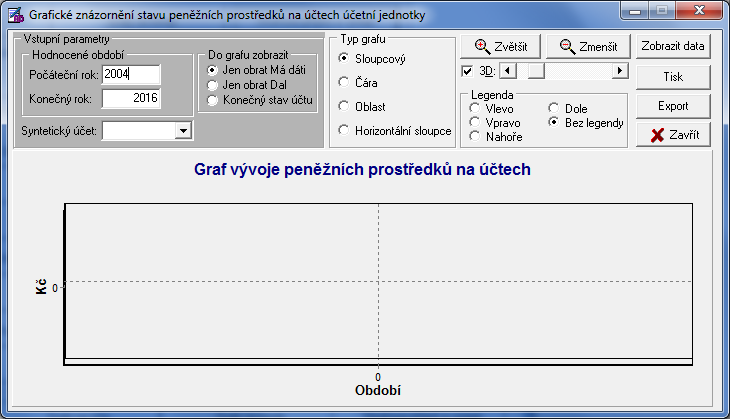 Grafické znázornění stavu peněžních prostředků na účtech účetní jednotky
Vstupní parametry
Hodnocené období
Počáteční rok: 2004
Konečný rok: 2016
Syntetický účet:
Do grafu zobrazit
Jen obrat Má dáti
Jen obrat Dal
Konečný stav účtu
Typ grafu
Sloupcový
Čára
Oblast
Horizontální sloupce
Zvětšit
Zmenšit
3D:
Legenda
Vlevo
Vpravo
Nahoře
Dole
Bez legendy
Zobrazit data
Tisk
Export
Zavřít
Graf vývoje peněžních prostředků na účtech
Kč
0
0
Období